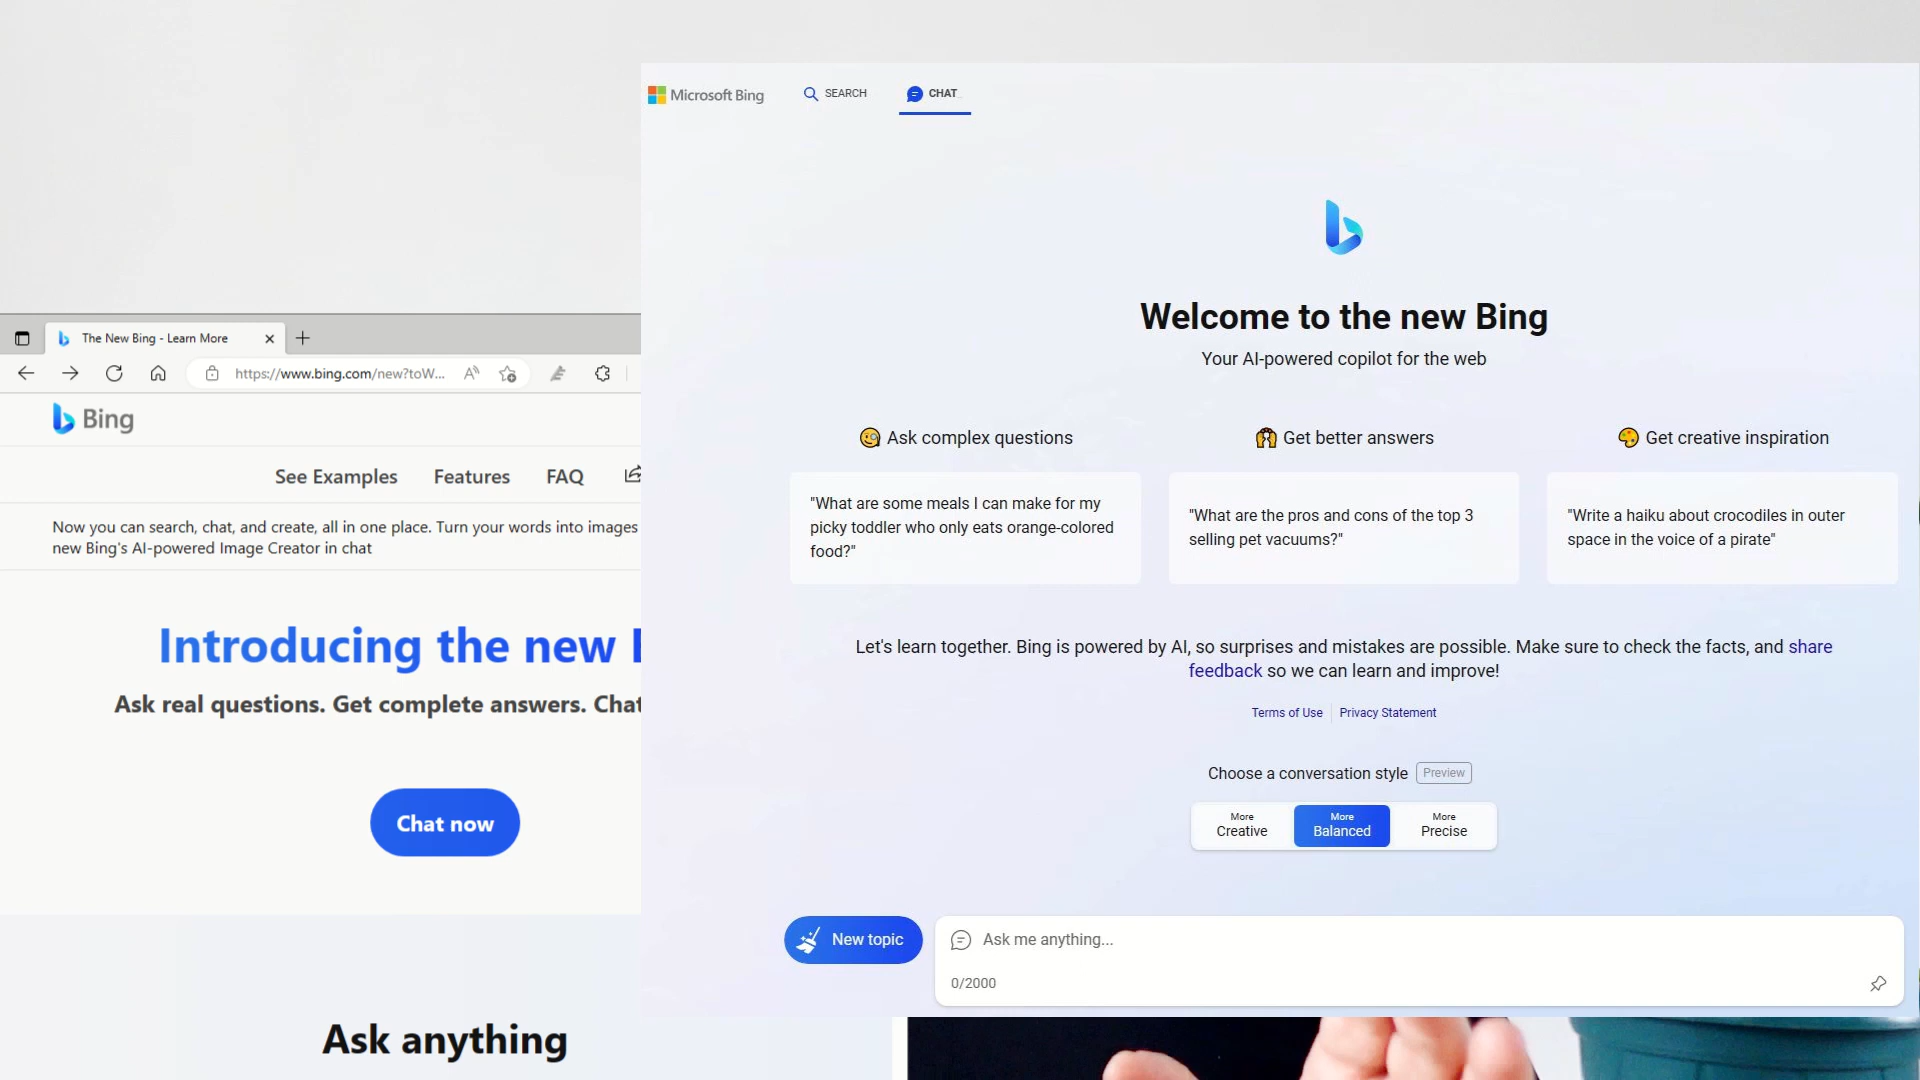 Microsoft Bing
SEARCH
CHAT
Welcome to the new Bing
Your AI-powered copilot for the web
Ask complex questions
Get better answers
Get creative inspiration
"What are some meals I can make for my
picky toddler who only eats orange-colored
food?"
"What are the pros and cons of the top 3
selling pet vacuums?"
"Write a haiku about crocodiles in outer
space in the voice of a pirate"
Let's learn together. Bing is powered by AI, so surprises and mistakes are possible. Make sure to check the facts, and share
feedback so we can learn and improve!
Terms of Use
Privacy Statement
Choose a conversation style Preview
More
Creative
More
Balanced
More
Precise
New topic
Ask me anything...
0/2000
The New Bing - Learn More
https://www.bing.com/new?toW...
Bing
See Examples
Features
FAQ
Now you can search, chat, and create, all in one place. Turn your words into images
new Bing's AI-powered Image Creator in chat
Introducing the new
Ask real questions. Get complete answers. Chat
Chat now
Ask anything